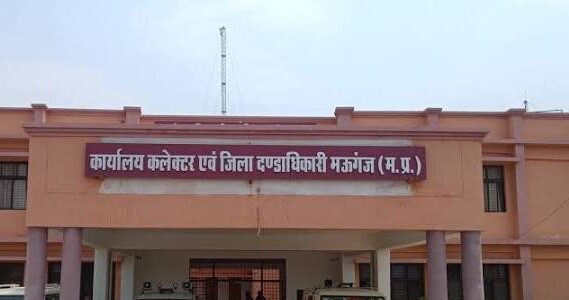 कार्यालय कलेक्टर एवं जिला दण्डाधिकारी मऊगंज (म.प्र.)